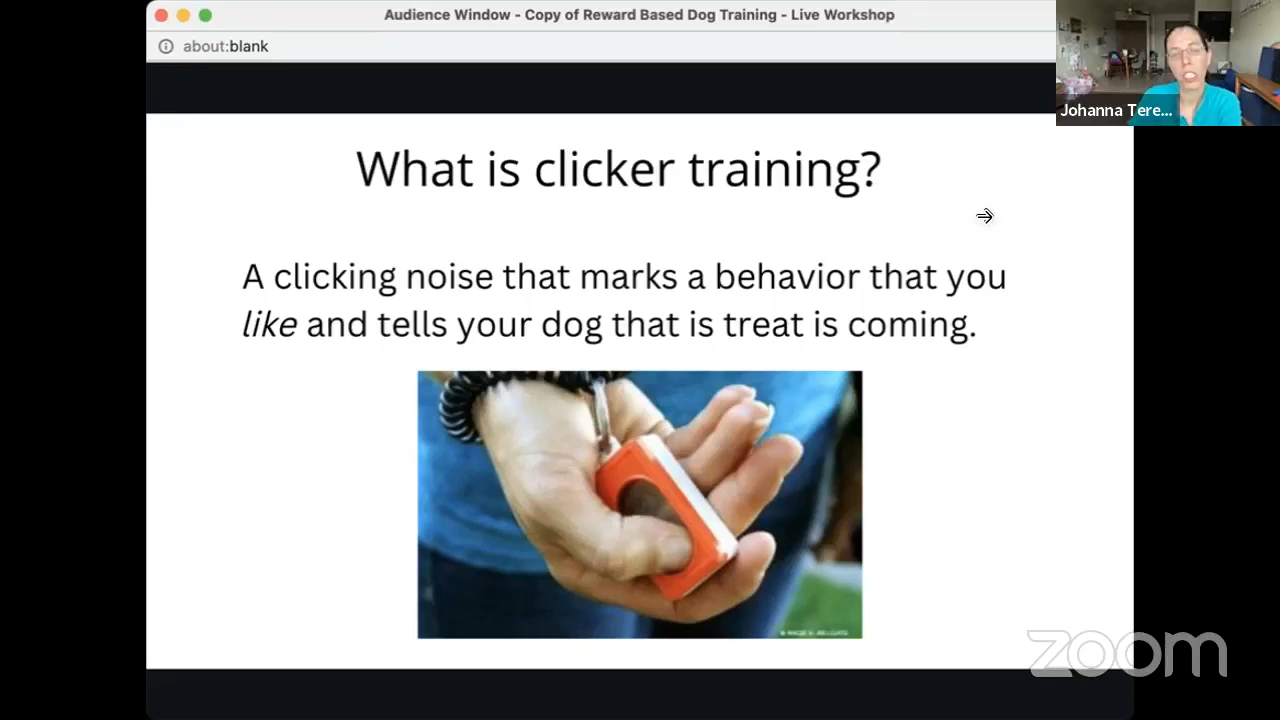 Audience Window - Copy of Reward Based Dog Training - Live Workshop
about:blank
Johanna Tere...
What is clicker training?
A clicking noise that marks a behavior that you
like and tells your dog that is treat is coming.
zoom